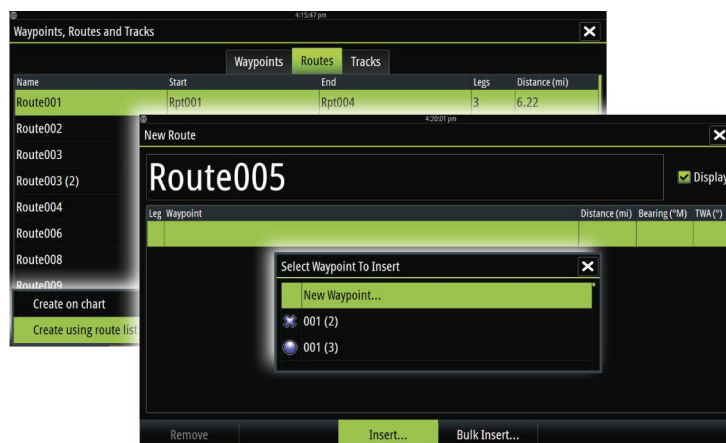 4:15:47 pm
Waypoints, Routes and Tracks
Waypoints Routes Tracks
Name Start End Legs Distance (mi)
Route001 Rpt001 Rpt004 3 6.22
Route002
Route003
Route003 (2)
Route004
Route006
Route008
Route009
Create on chart
Create using route list
4:20:01 pm
New Route
Route005
Display
Leg Waypoint Distance (mi) Bearing (°M) TWA (°)
Select Waypoint To Insert
New Waypoint...
001 (2)
001 (3)
Remove Insert... Bulk Insert...